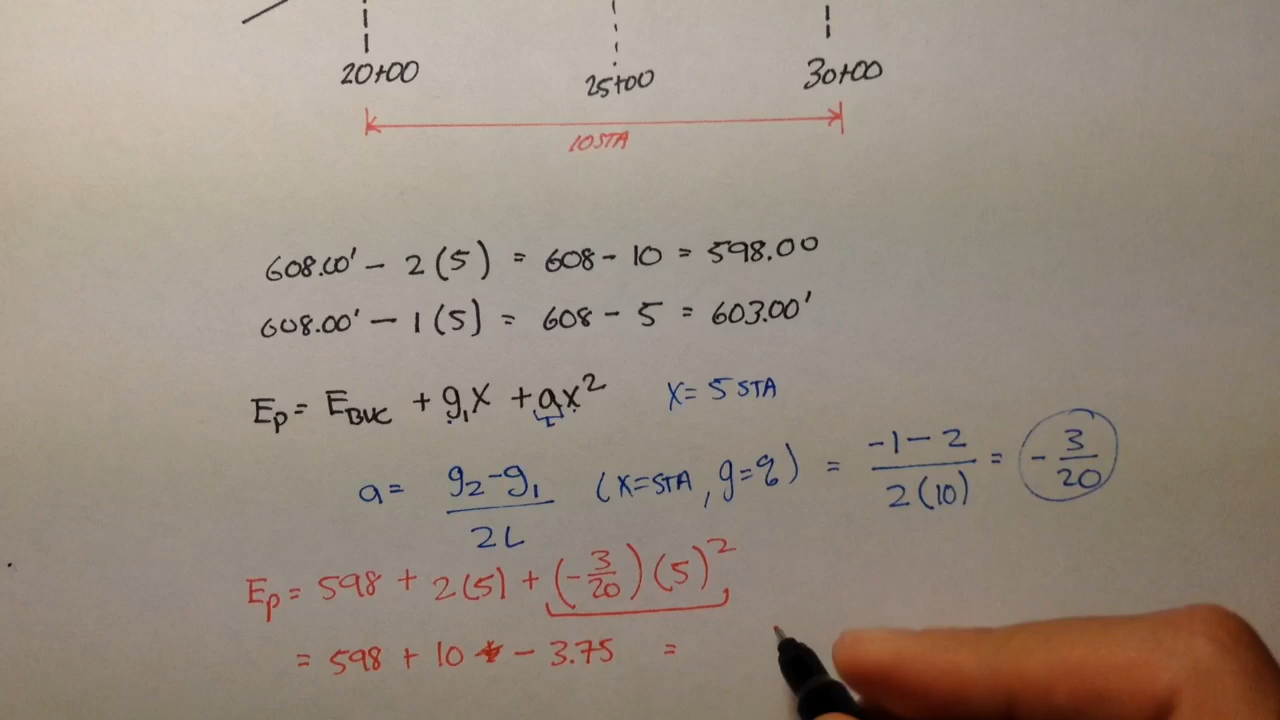 20+00 25+00 30+00
10STA
608.00' - 2(5) = 608 - 10 = 598.00
608.00' - 1(5) = 608 - 5 = 603.00'
Ep = EBVC + g₁x + ax² x = 5 STA
a = g₂-g₁ / 2L (x=STA, g=%) = -1-2 / 2(10) = -3/20
Ep = 598 + 2(5) + (-3/20)(5)²
= 598 + 10 - 3.75 =